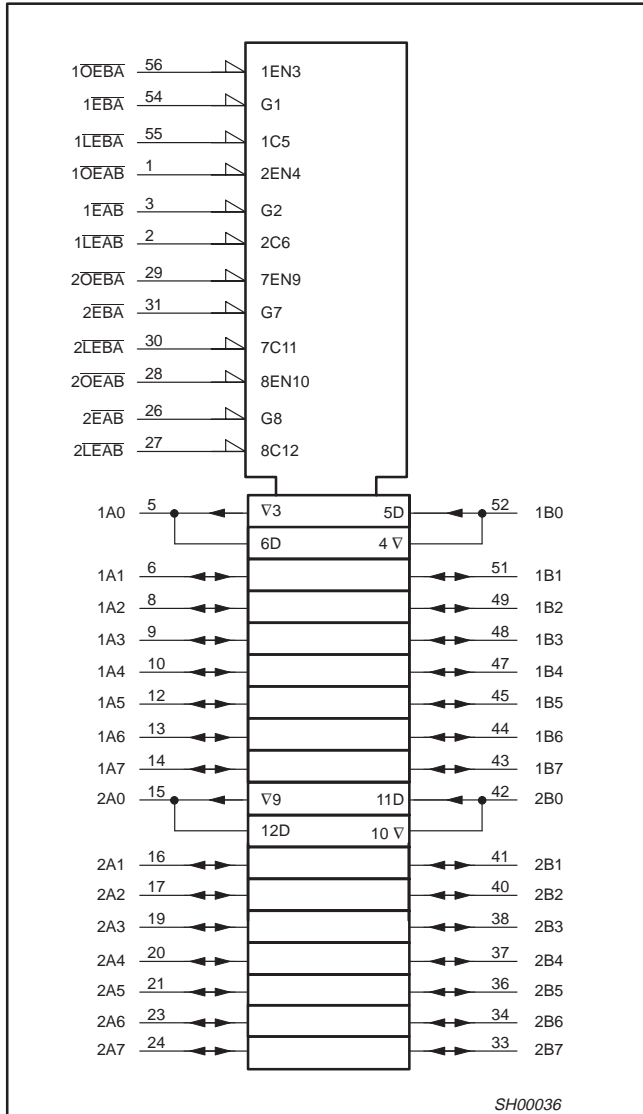 1OEBA 56 1EN3
1EBA 54 G1
1LEBA 55 1C5
1OEAB 1 2EN4
1EAB 3 G2
1LEAB 2 2C6
2OEBA 29 7EN9
2EBA 31 G7
2LEBA 30 7C11
2OEAB 28 8EN10
2EAB 26 G8
2LEAB 27 8C12
1A0 5 ∇3 5D 52 1B0
6D 4 ∇
1A1 6 51 1B1
1A2 8 49 1B2
1A3 9 48 1B3
1A4 10 47 1B4
1A5 12 45 1B5
1A6 13 44 1B6
1A7 14 43 1B7
2A0 15 ∇9 11D 42 2B0
12D 10 ∇
2A1 16 41 2B1
2A2 17 40 2B2
2A3 19 38 2B3
2A4 20 37 2B4
2A5 21 36 2B5
2A6 23 34 2B6
2A7 24 33 2B7
SH00036